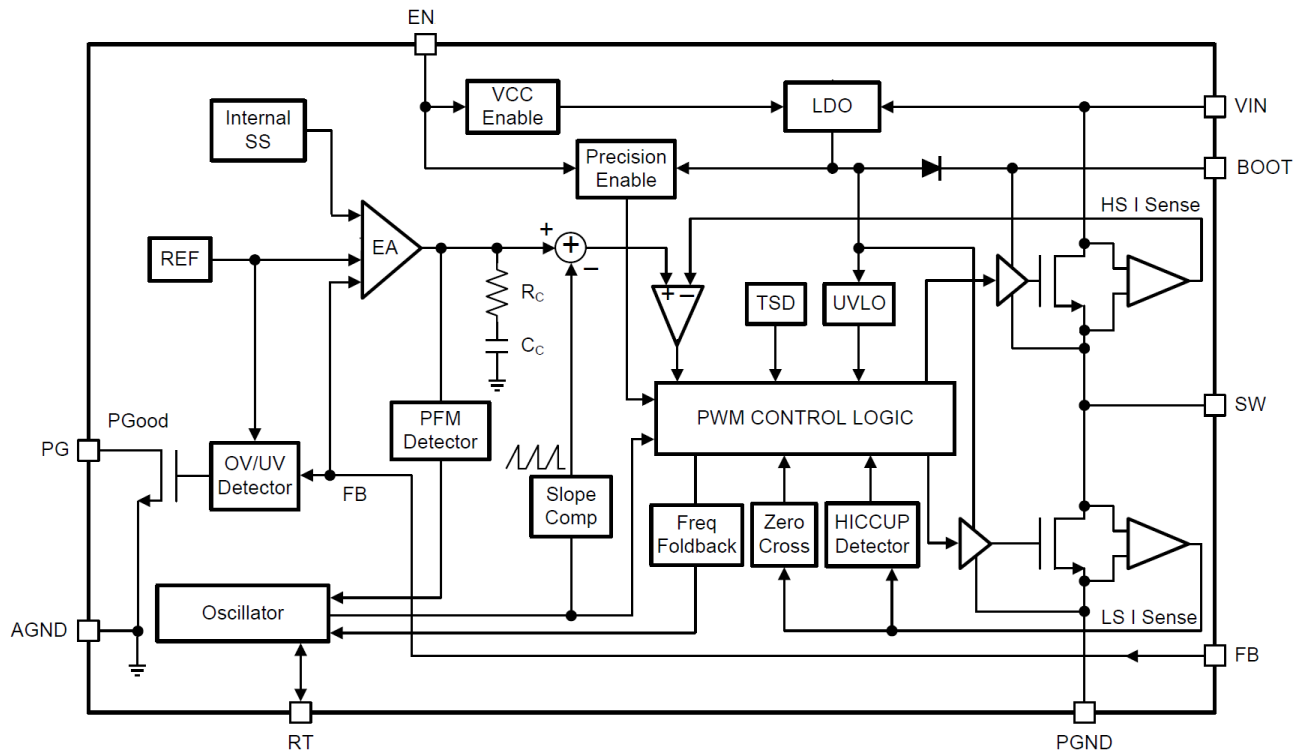 EN
VCC
Enable
LDO
VIN
Internal
SS
Precision
Enable
BOOT
HS I Sense
EA
+
+
−
REF
RC
CC
+ −
TSD
UVLO
PWM CONTROL LOGIC
SW
PGood
PG
PFM
Detector
OV/UV
Detector
FB
Slope
Comp
Freq
Foldback
Zero
Cross
HICCUP
Detector
Oscillator
LS I Sense
AGND
FB
RT
PGND